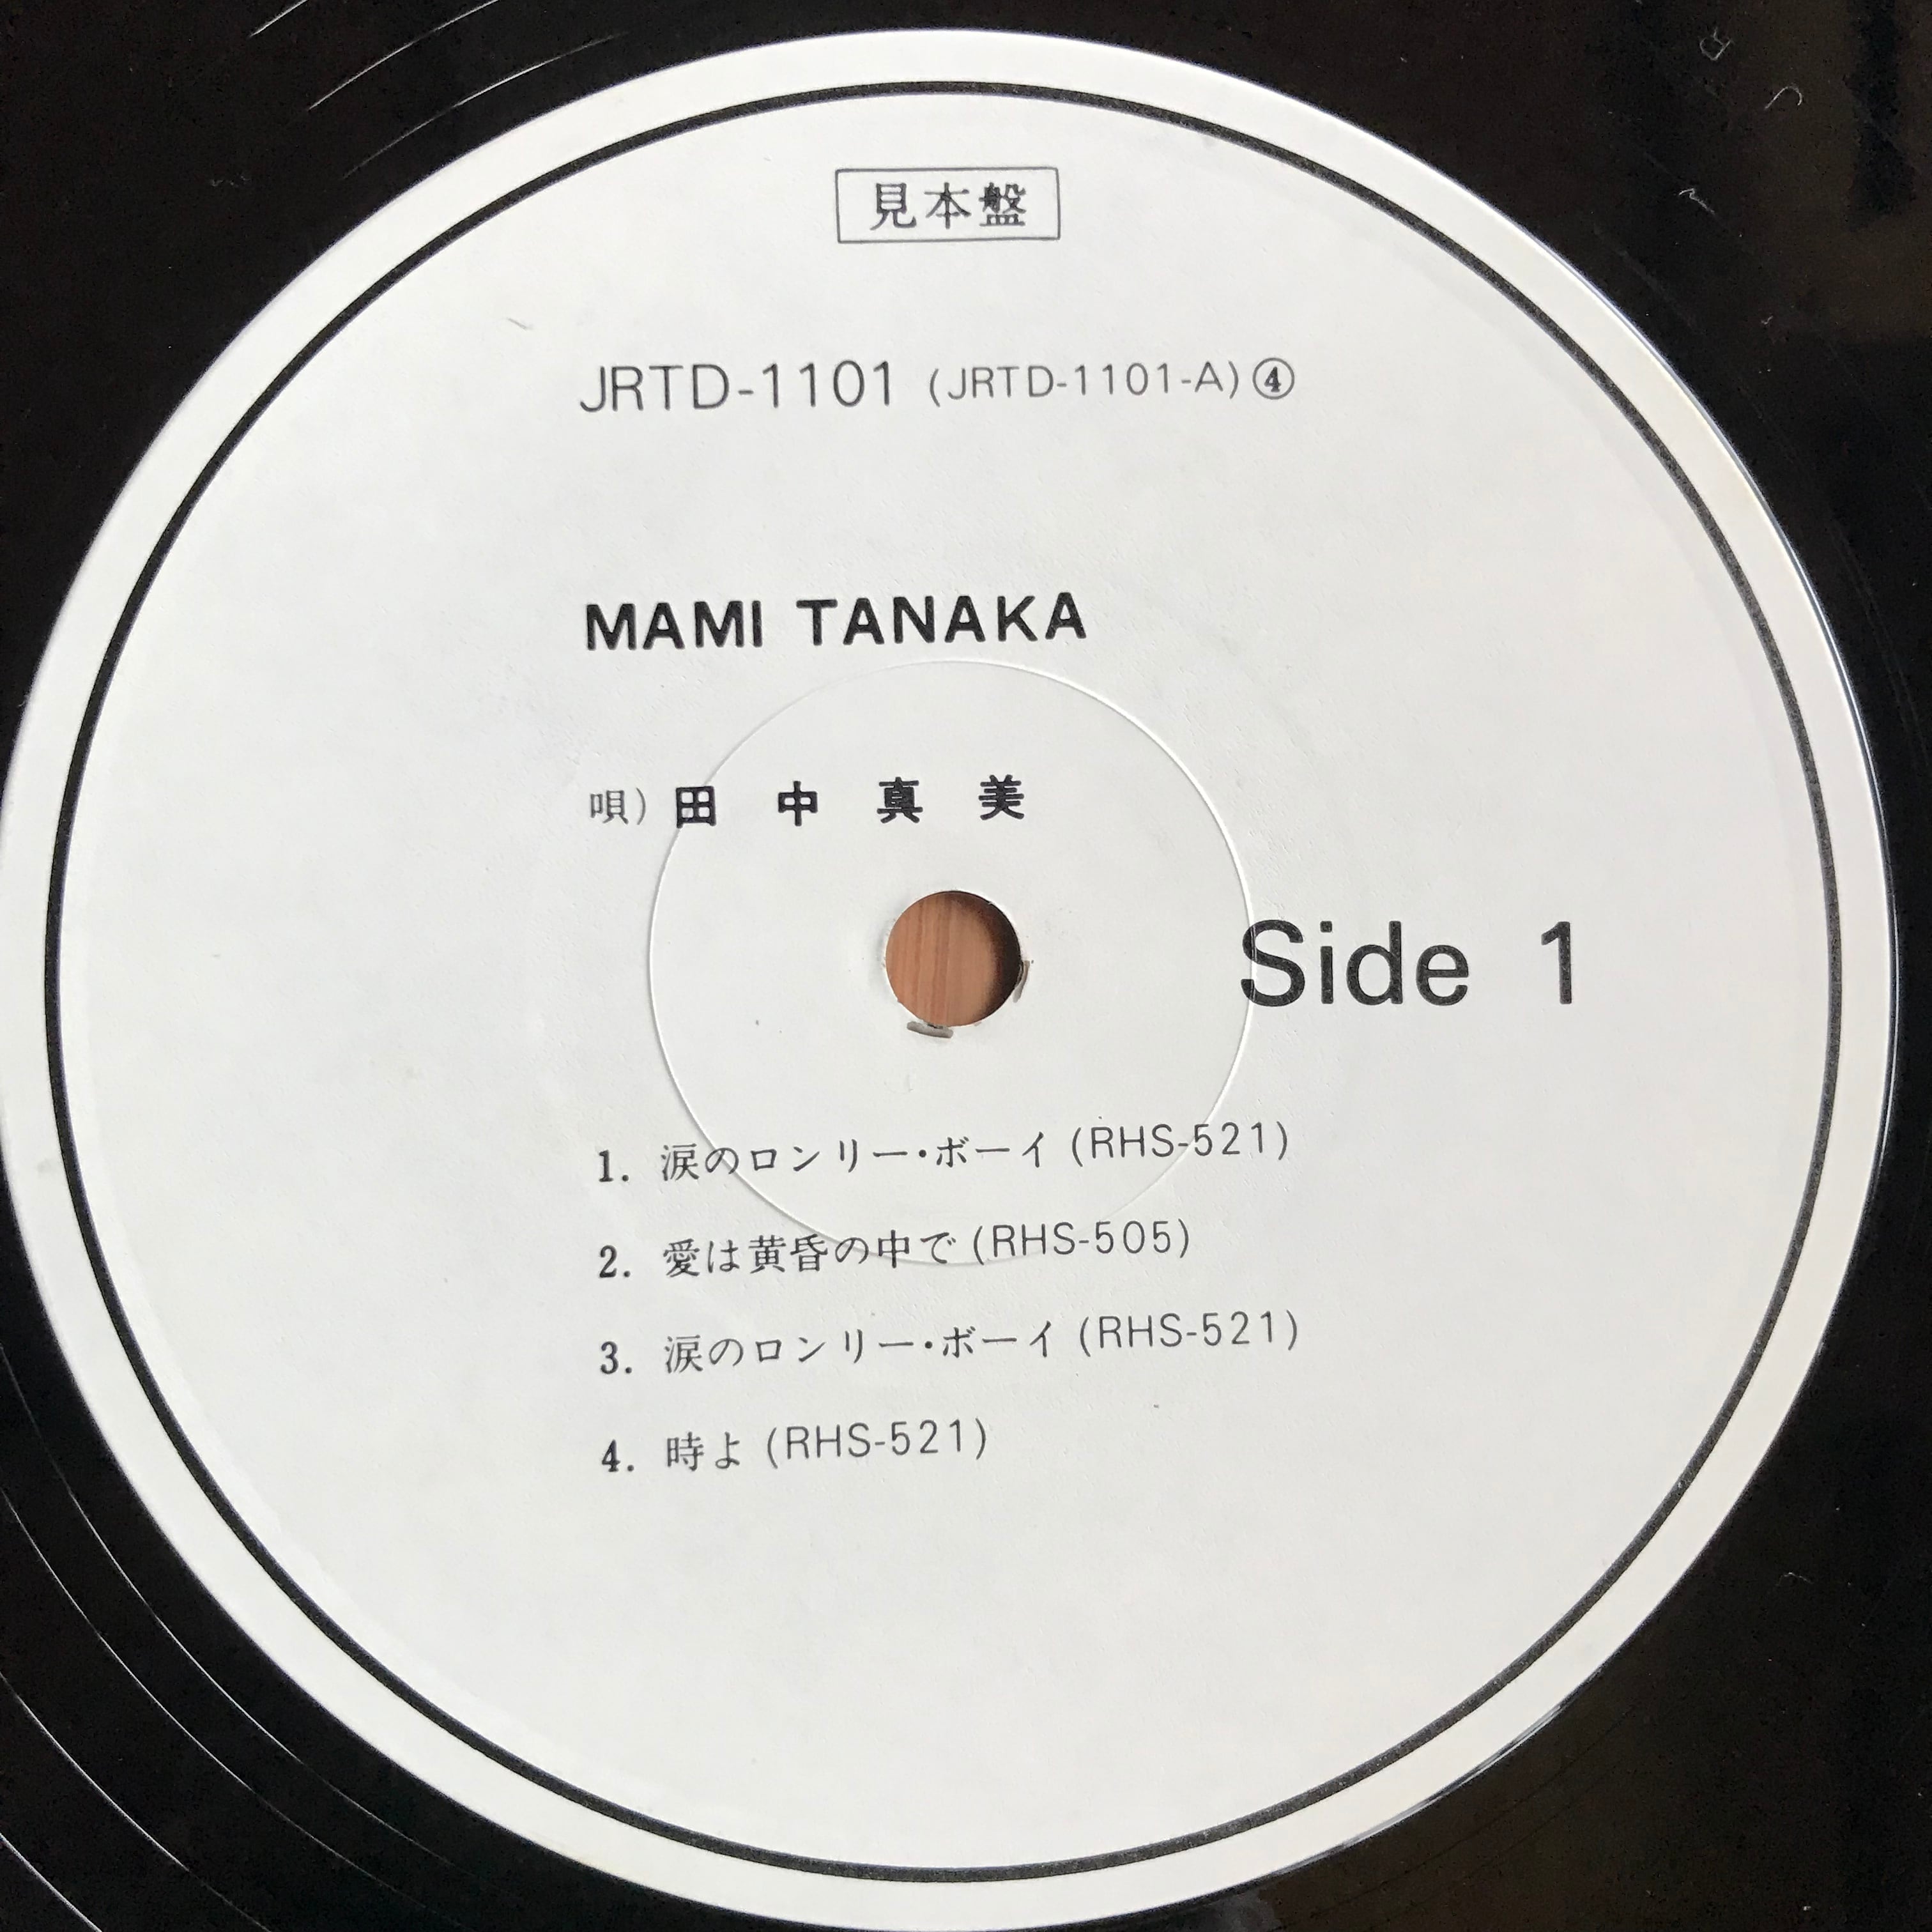 見本盤
JRTD-1101 (JRTD-1101-A)④
MAMI TANAKA
唄) 田中真美
Side 1
1. 涙のロンリー・ボーイ (RHS-521)
2. 愛は黄昏の中で (RHS-505)
3. 涙のロンリー・ボーイ (RHS-521)
4. 時よ (RHS-521)